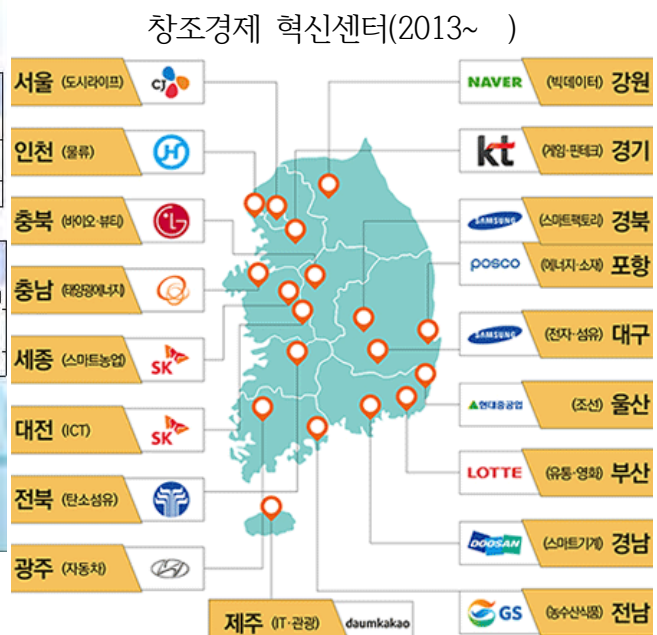 창조경제 혁신센터(2013~ )
서울 (도시라이프) CJ
인천 (물류) H
충북 (바이오·뷰티) LG
충남 (태양광에너지)
세종 (스마트농업) SK
대전 (ICT) SK
전북 (탄소섬유)
광주 (자동차)
제주 (IT·관광) daumkakao
NAVER (빅데이터) 강원
kt (게임·핀테크) 경기
SAMSUNG (스마트팩토리) 경북
posco (에너지·소재) 포항
SAMSUNG (전자·섬유) 대구
현대중공업 (조선) 울산
LOTTE (유통·영화) 부산
DOOSAN (스마트기계) 경남
GS (농수산식품) 전남